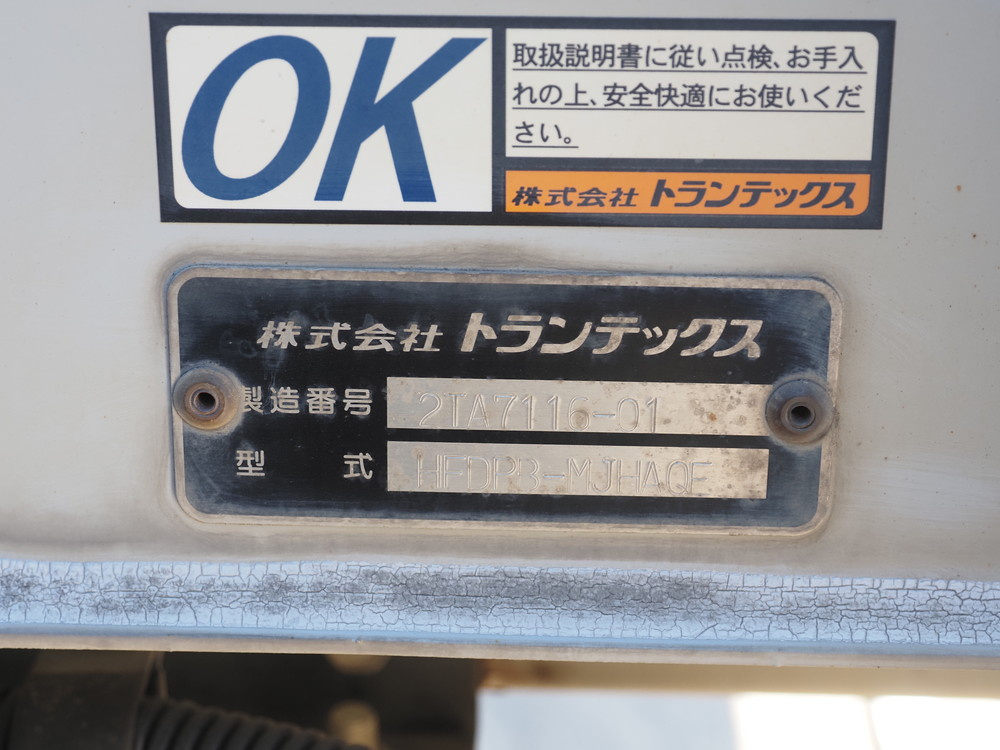 OK
取扱説明書に従い点検、お手入
れの上、安全快適にお使いくだ
さい。
株式会社 トランテックス
株式会社 トランテックス
製造番号 2TA7116-01
型式 HFDPB-MJHAQF